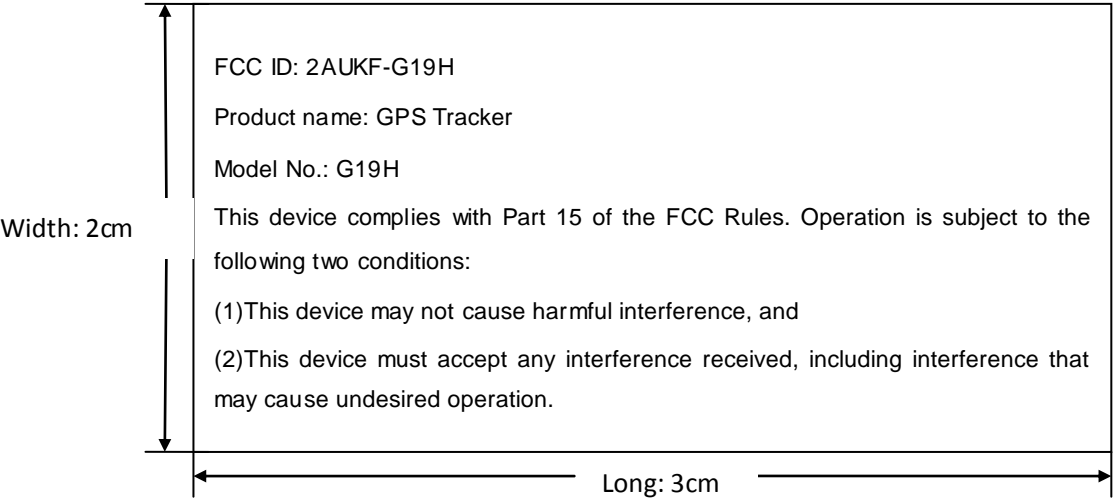 FCC ID: 2AUKF-G19H
Product name: GPS Tracker
Model No.: G19H
This device complies with Part 15 of the FCC Rules. Operation is subject to the
following two conditions:
(1)This device may not cause harmful interference, and
(2)This device must accept any interference received, including interference that
may cause undesired operation.
Width: 2cm
Long: 3cm